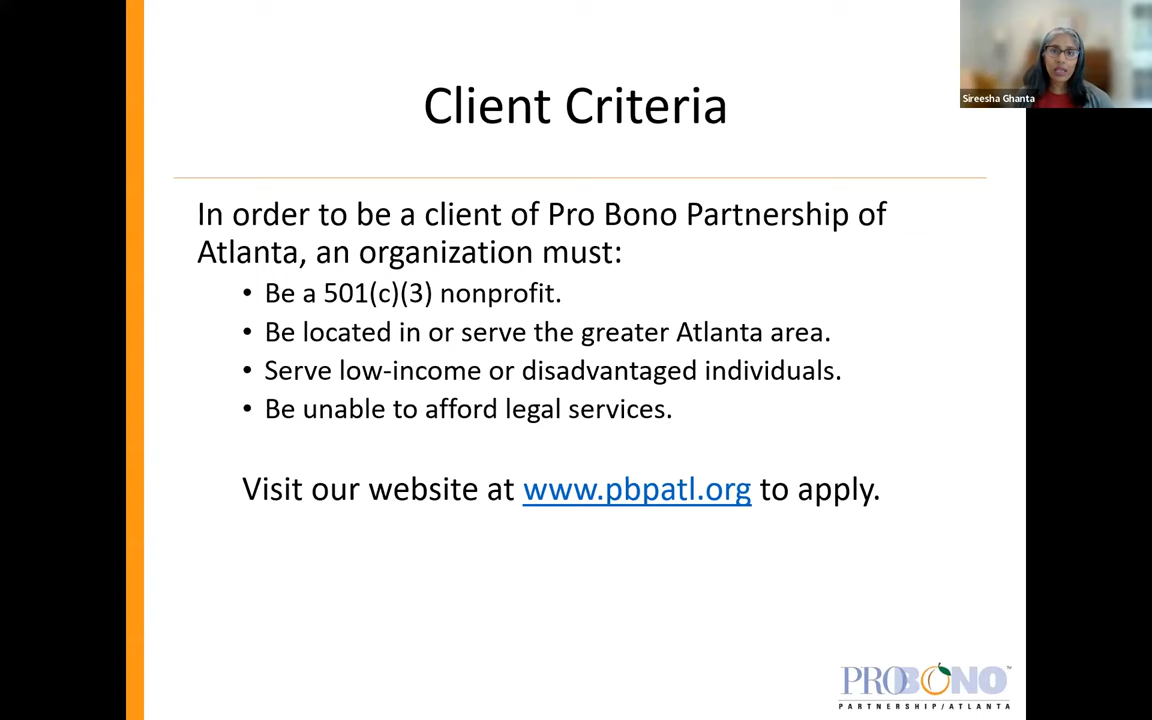 Sireesha Ghanta
Client Criteria
In order to be a client of Pro Bono Partnership of
Atlanta, an organization must:
• Be a 501(c)(3) nonprofit.
• Be located in or serve the greater Atlanta area.
• Serve low-income or disadvantaged individuals.
• Be unable to afford legal services.
Visit our website at www.pbpatl.org to apply.
PROBONO™
PARTNERSHIP/ATLANTA